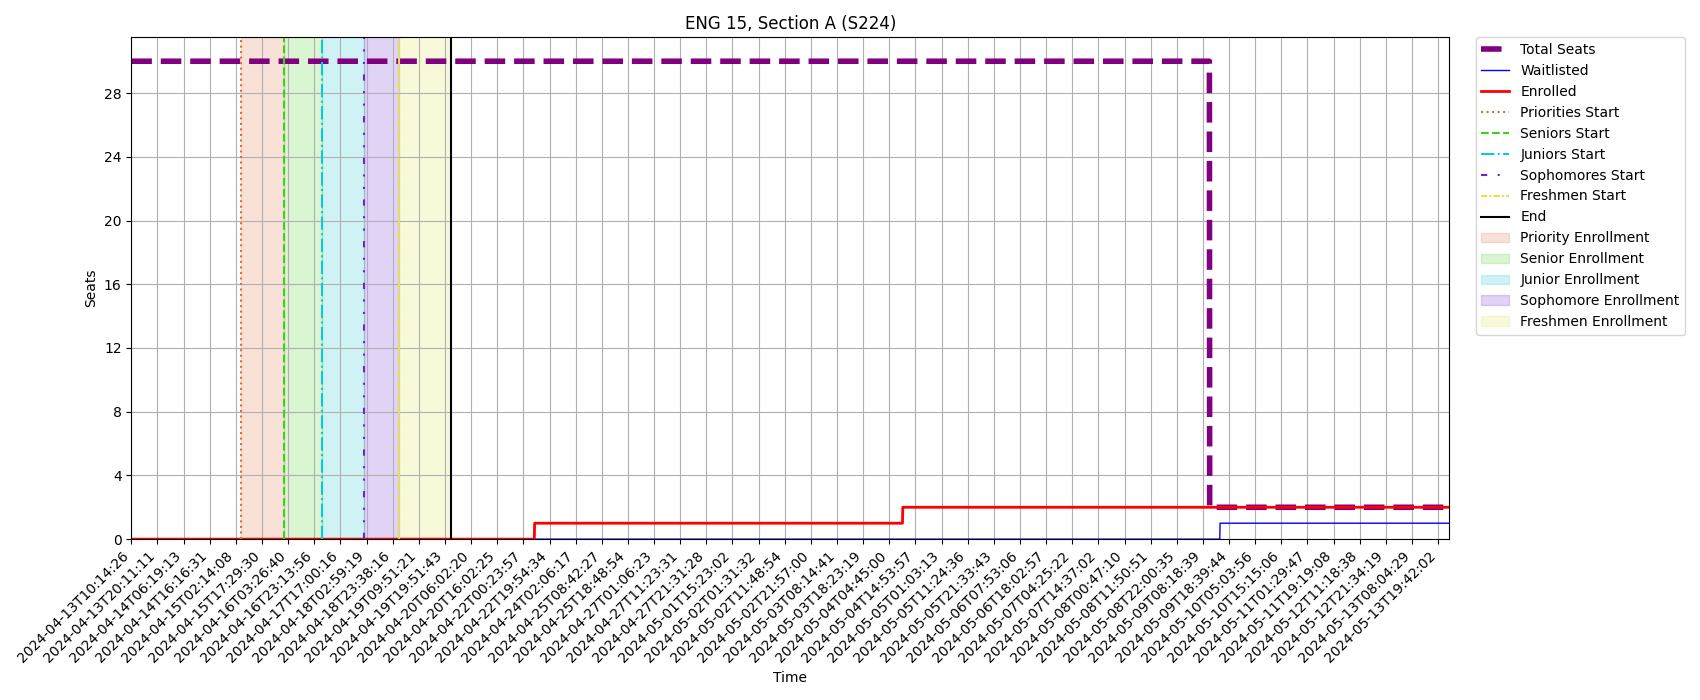 ENG 15, Section A (S224)
Total Seats
Waitlisted
Enrolled
Priorities Start
Seniors Start
Juniors Start
Sophomores Start
Freshmen Start
End
Priority Enrollment
Senior Enrollment
Junior Enrollment
Sophomore Enrollment
Freshmen Enrollment
Seats
28
24
20
16
12
8
4
0
2024-04-13T10:14:26
2024-04-13T20:11:11
2024-04-14T06:19:13
2024-04-14T16:16:31
2024-04-15T02:14:08
2024-04-15T17:29:30
2024-04-16T03:26:40
2024-04-16T23:13:56
2024-04-17T17:00:16
2024-04-18T02:59:19
2024-04-18T23:38:16
2024-04-19T09:51:21
2024-04-19T19:51:43
2024-04-20T06:02:20
2024-04-20T16:02:25
2024-04-22T00:23:57
2024-04-22T19:54:34
2024-04-24T02:06:17
2024-04-25T08:42:27
2024-04-25T18:48:54
2024-04-27T01:06:23
2024-04-27T11:23:31
2024-04-27T21:31:28
2024-05-01T15:23:02
2024-05-02T01:31:32
2024-05-02T11:48:54
2024-05-02T21:57:00
2024-05-03T08:14:41
2024-05-03T18:23:19
2024-05-04T04:45:00
2024-05-04T14:53:57
2024-05-05T01:03:13
2024-05-05T11:24:36
2024-05-05T21:33:43
2024-05-06T07:53:06
2024-05-06T18:02:57
2024-05-07T04:25:22
2024-05-07T14:37:02
2024-05-08T00:47:10
2024-05-08T11:50:51
2024-05-08T22:00:35
2024-05-09T08:18:39
2024-05-09T18:39:44
2024-05-10T05:03:56
2024-05-10T15:15:06
2024-05-11T01:29:47
2024-05-11T19:19:08
2024-05-12T11:18:38
2024-05-12T21:34:19
2024-05-13T08:04:29
2024-05-13T19:42:02
Time